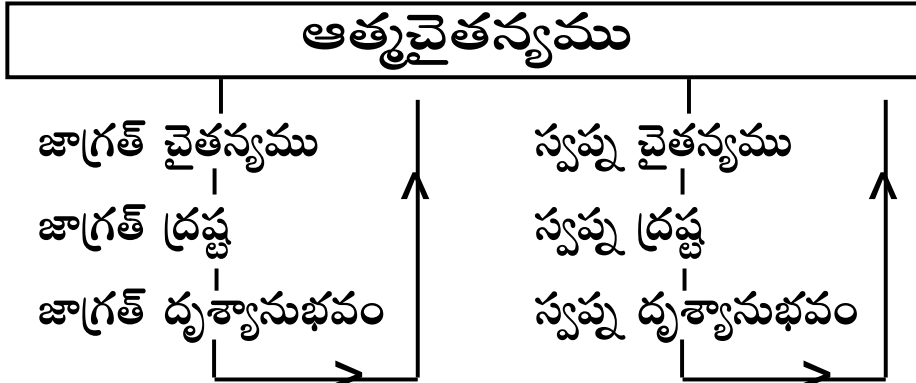 ఆత్మచైతన్యము
జాగ్రత్ చైతన్యము
జాగ్రత్ ద్రష్ట
జాగ్రత్ దృశ్యానుభవం
స్వప్న చైతన్యము
స్వప్న ద్రష్ట
స్వప్న దృశ్యానుభవం